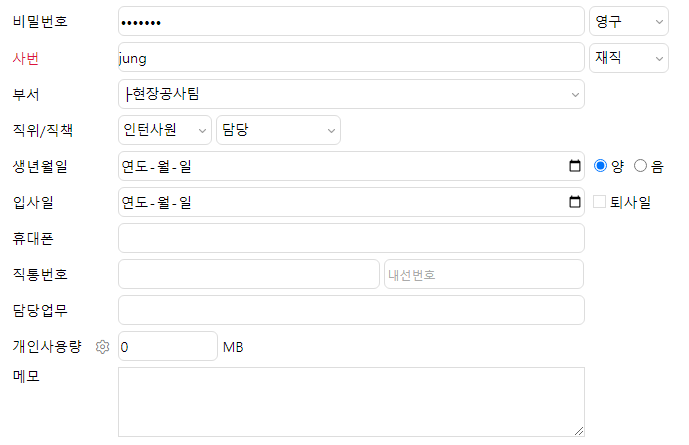 비밀번호 ••••••• 영구
사번 jung 재직
부서 ├현장공사팀
직위/직책 인턴사원 담당
생년월일 연도-월-일 양 음
입사일 연도-월-일 퇴사일
휴대폰
직통번호 내선번호
담당업무
개인사용량 0 MB
메모